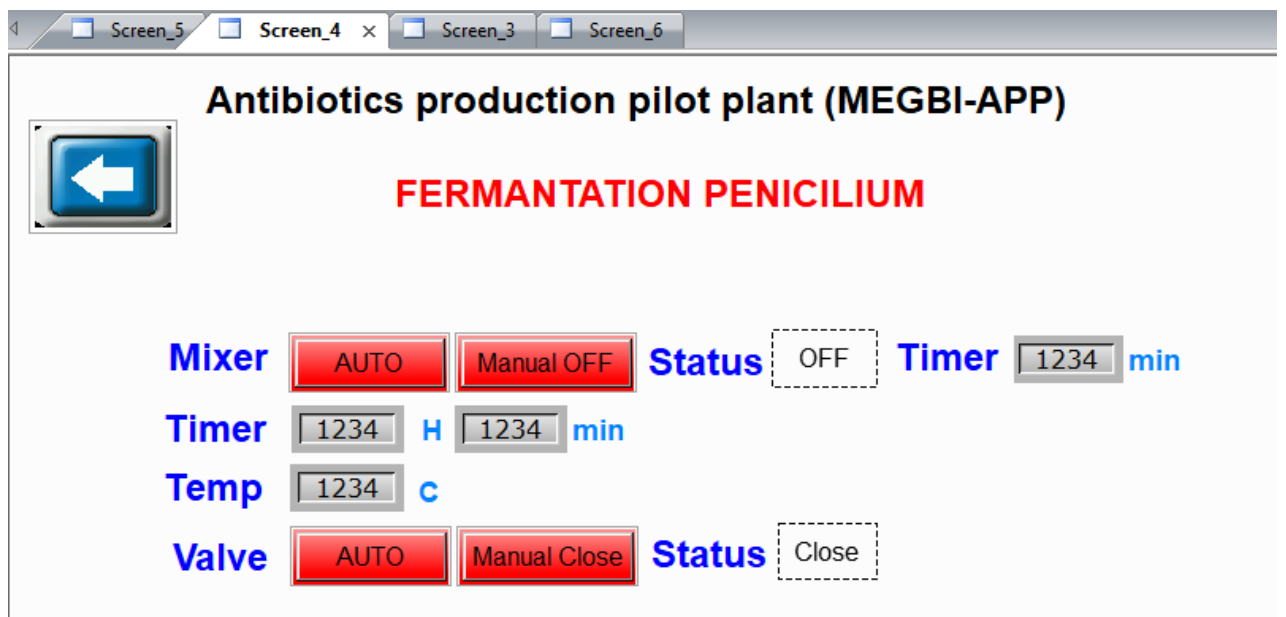 Screen_5 Screen_4 × Screen_3 Screen_6
Antibiotics production pilot plant (MEGBI-APP)
FERMANTATION PENICILIUM
Mixer AUTO Manual OFF Status OFF Timer 1234 min
Timer 1234 H 1234 min
Temp 1234 C
Valve AUTO Manual Close Status Close